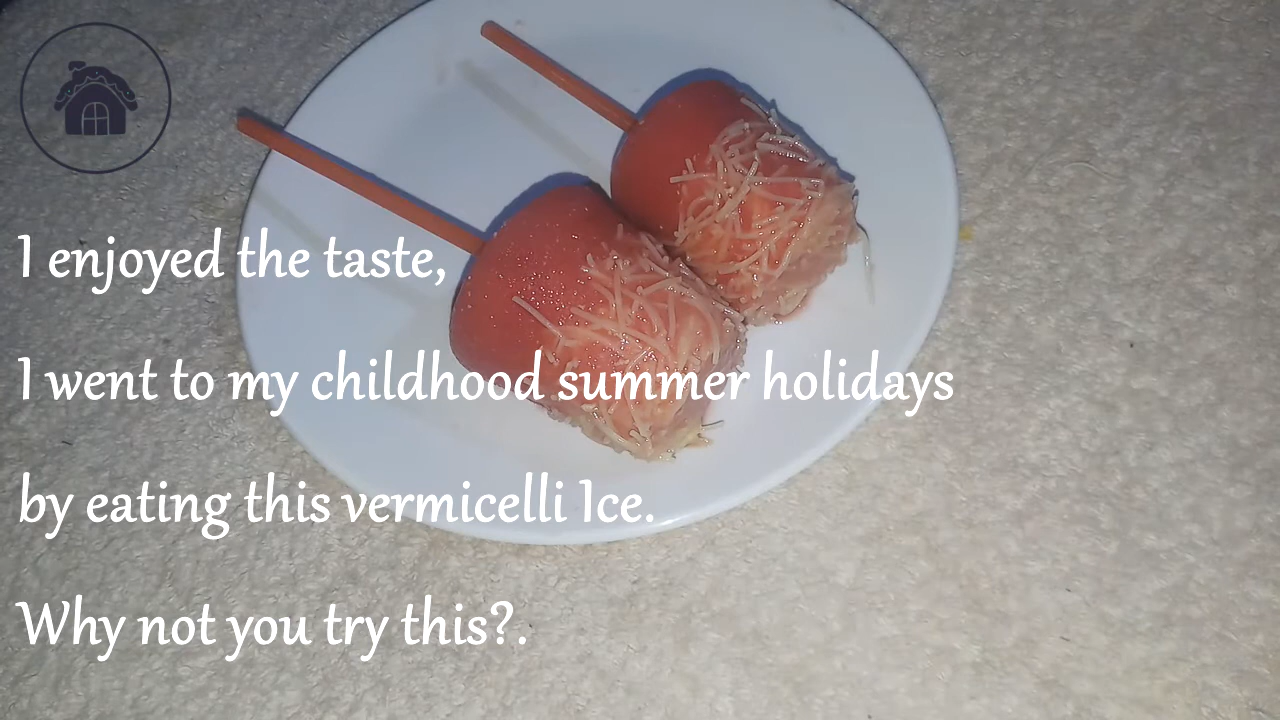 I enjoyed the taste,
I went to my childhood summer holidays
by eating this vermicelli Ice.
Why not you try this?.